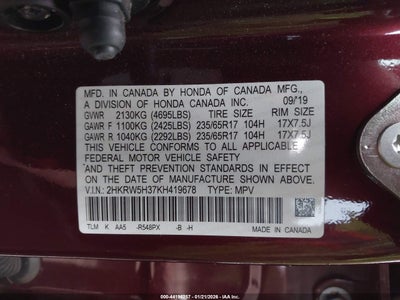 MFD. IN CANADA BY HONDA OF CANADA MFG.,
A DIVISION OF HONDA CANADA INC. 09/19
GVWR 2130KG (4695LBS) TIRE SIZE RIM SIZE
GAWR F 1100KG (2425LBS) 235/65R17 104H 17X7.5J
GAWR R 1040KG (2292LBS) 235/65R17 104H 17X7.5J
THIS VEHICLE CONFORMS TO ALL APPLICABLE
FEDERAL MOTOR VEHICLE SAFETY
AND THEFT PREVENTION STANDARDS IN EFFECT
ON THE DATE OF MANUFACTURE SHOWN ABOVE.
V.I.N.: 2HKRW5H37KH419678 TYPE: MPV
TLM K AA5 -R548PX -B -H
MADE IN CANADA
ID: 44196257 - 01/21/2026 - IAA Inc.